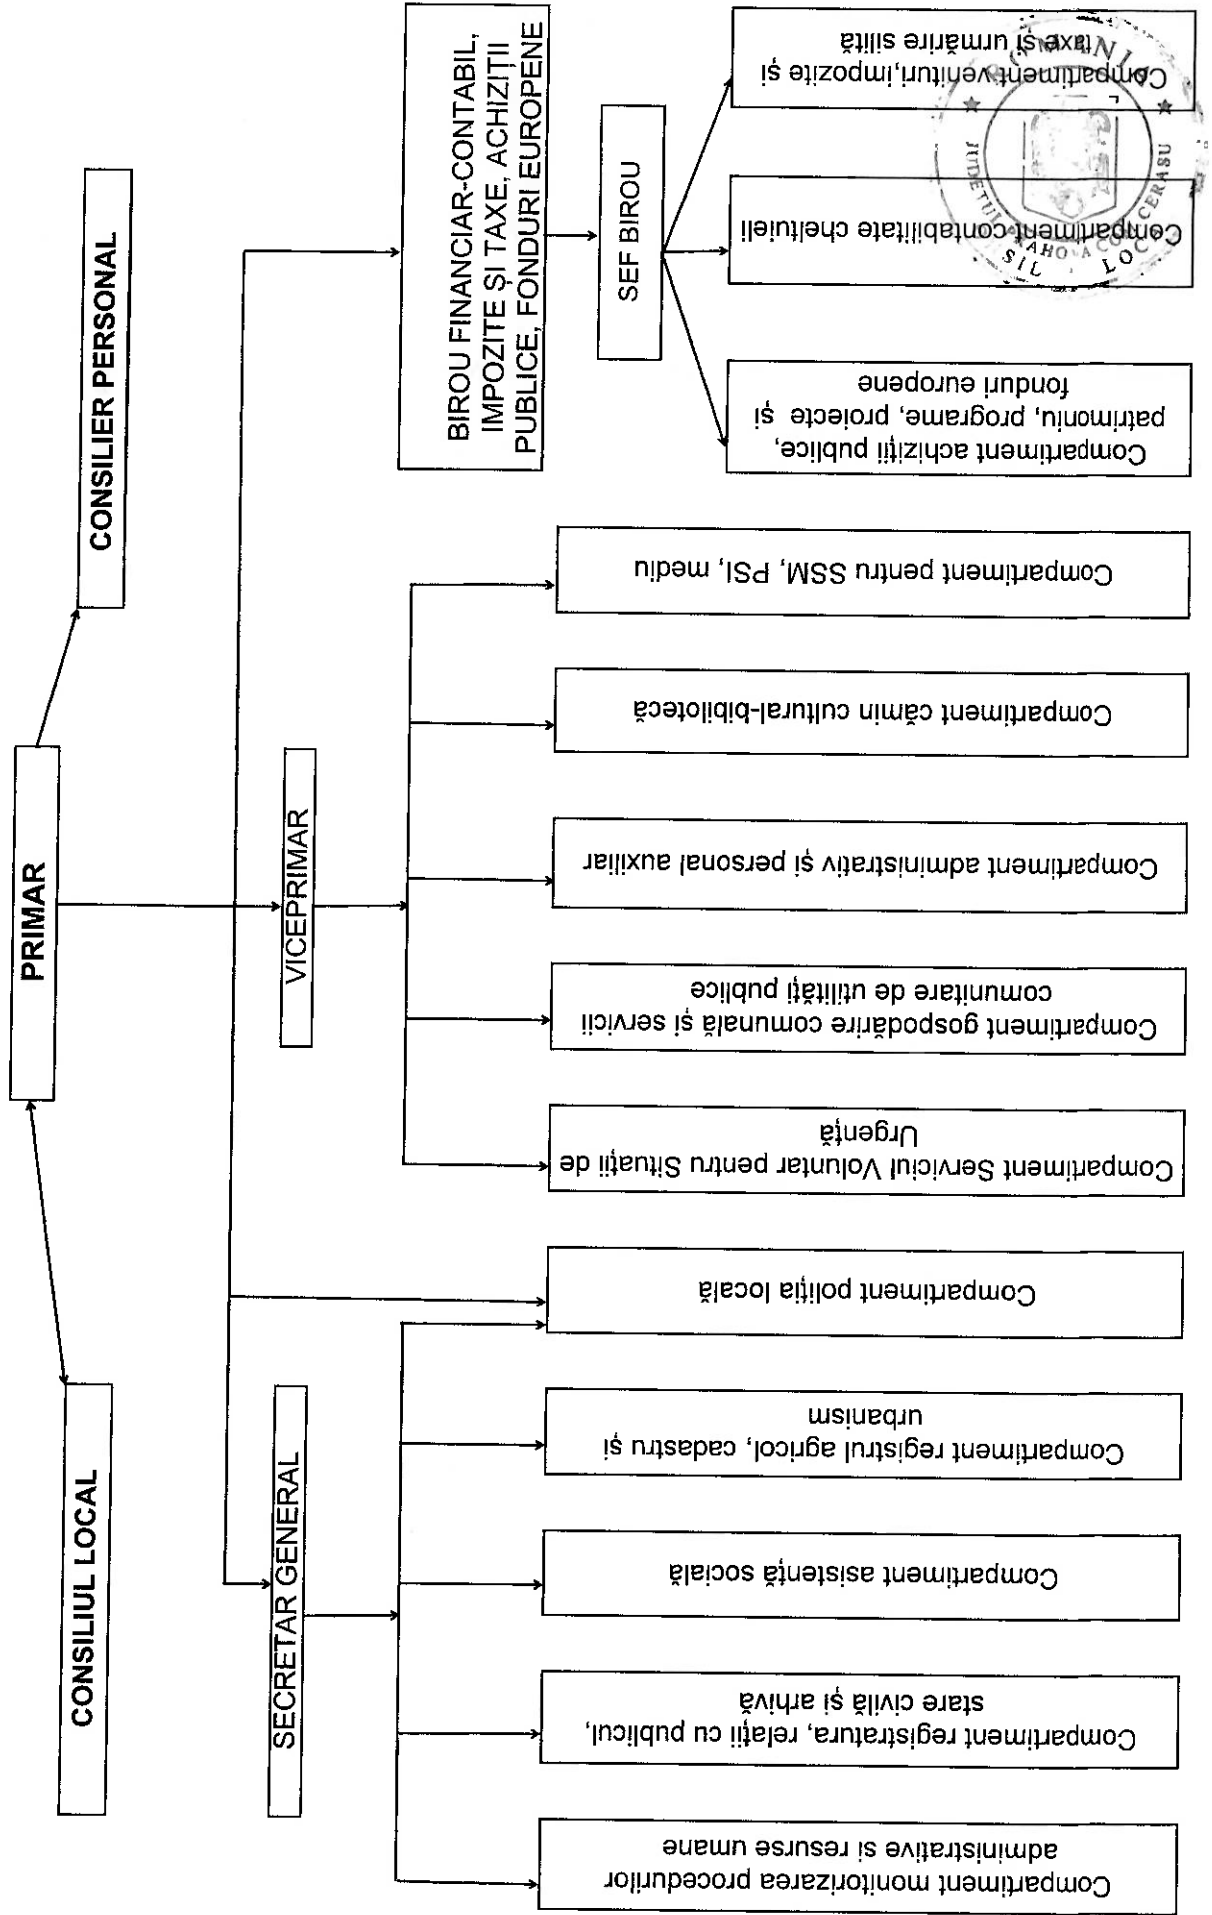 PRIMAR
CONSILIUL LOCAL
CONSILIER PERSONAL
SECRETAR GENERAL
VICEPRIMAR
BIROU FINANCIAR-CONTABIL,
IMPOZITE ȘI TAXE, ACHIZIȚII
PUBLICE, FONDURI EUROPENE
SEF BIROU
Compartiment monitorizarea procedurilor
administrative si resurse umane
Compartiment registratura, relații cu publicul,
stare civilă și arhivă
Compartiment asistență socială
Compartiment registrul agricol, cadastru și
urbanism
Compartiment poliția locală
Compartiment Serviciul Voluntar pentru Situații de
Urgență
Compartiment gospodărire comunală și servicii
comunitare de utilități publice
Compartiment administrativ și personal auxiliar
Compartiment cămin cultural-bibilotecă
Compartiment pentru SSM, PSI, mediu
Compartiment achiziții publice,
patrimoniu, programe, proiecte și
fonduri europene
Compartiment contabilitate cheltuieli
Compartiment venituri,impozite și
taxe și urmărire silită
JUDEȚUL
CERASU